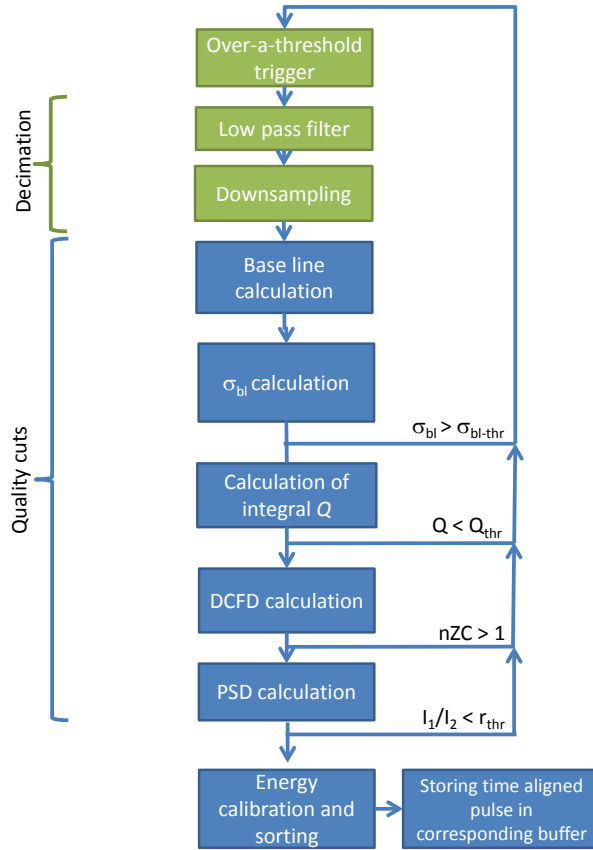 Over-a-threshold
trigger
Low pass filter
Downsampling
Decimation
Base line
calculation
σbl calculation
σbl > σbl-thr
Calculation of
integral Q
Q < Qthr
DCFD calculation
nZC > 1
PSD calculation
I1/I2 < rthr
Quality cuts
Energy
calibration and
sorting
Storing time aligned
pulse in
corresponding buffer